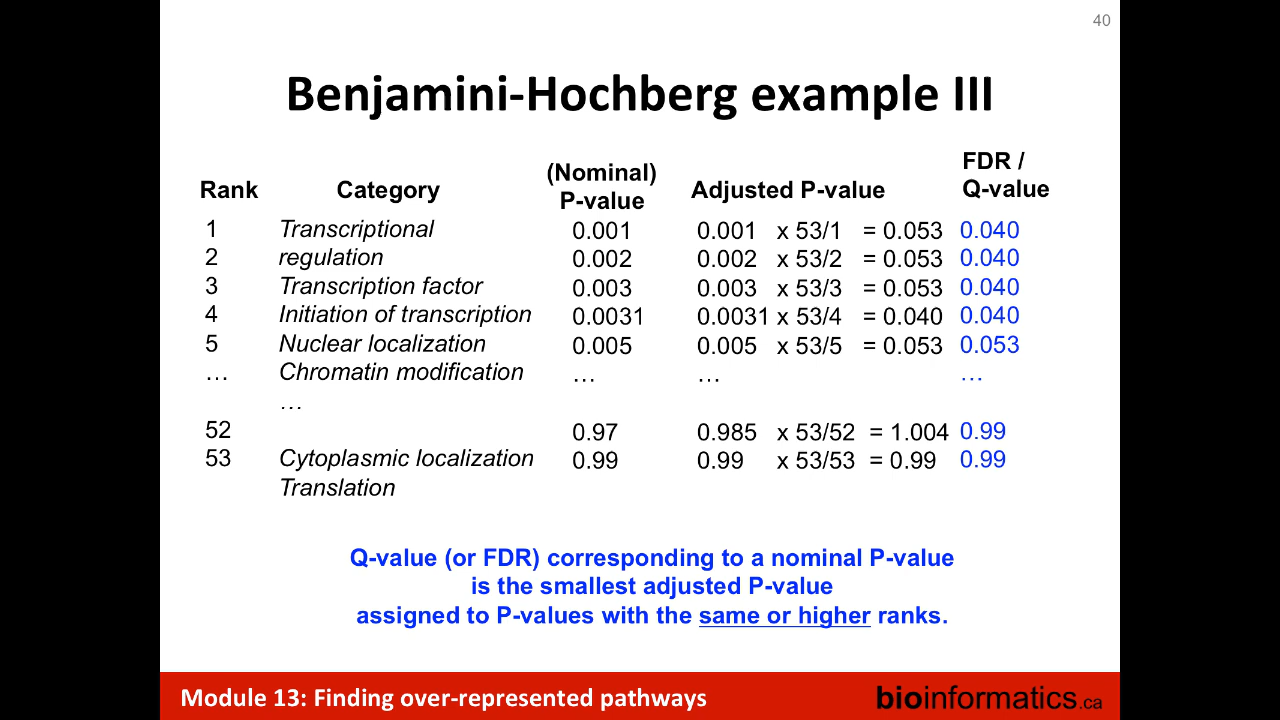 40
Benjamini-Hochberg example III
Rank Category (Nominal) P-value Adjusted P-value FDR / Q-value
1 Transcriptional 0.001 0.001 x 53/1 = 0.053 0.040
2 regulation 0.002 0.002 x 53/2 = 0.053 0.040
3 Transcription factor 0.003 0.003 x 53/3 = 0.053 0.040
4 Initiation of transcription 0.0031 0.0031 x 53/4 = 0.040 0.040
5 Nuclear localization 0.005 0.005 x 53/5 = 0.053 0.053
… Chromatin modification … … …
…
52 0.97 0.985 x 53/52 = 1.004 0.99
53 Cytoplasmic localization 0.99 0.99 x 53/53 = 0.99 0.99
Translation
Q-value (or FDR) corresponding to a nominal P-value
is the smallest adjusted P-value
assigned to P-values with the same or higher ranks.
Module 13: Finding over-represented pathways bioinformatics.ca